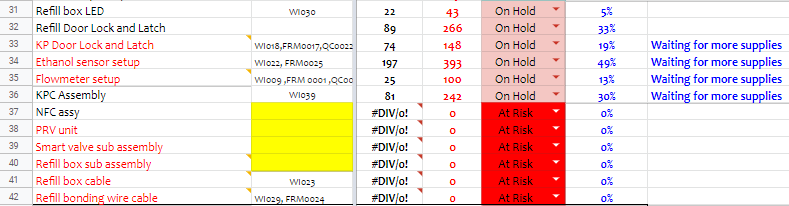 31 Refill box LED WI030 22 43 On Hold 5%
32 Refill Door Lock and Latch 89 266 On Hold 33%
33 KP Door Lock and Latch WI018,FRM0017,QC0022 74 148 On Hold 19% Waiting for more supplies
34 Ethanol sensor setup WI022, FRM0025 197 393 On Hold 49% Waiting for more supplies
35 Flowmeter setup WI009 ,FRM 0001 ,QC00 25 100 On Hold 13% Waiting for more supplies
36 KPC Assembly WI039 81 242 On Hold 30% Waiting for more supplies
37 NFC assy #DIV/0! 0 At Risk 0%
38 PRV unit #DIV/0! 0 At Risk 0%
39 Smart valve sub assembly #DIV/0! 0 At Risk 0%
40 Refill box sub assembly #DIV/0! 0 At Risk 0%
41 Refill box cable WI023 #DIV/0! 0 At Risk 0%
42 Refill bonding wire cable WI029, FRM0024 #DIV/0! 0 At Risk 0%